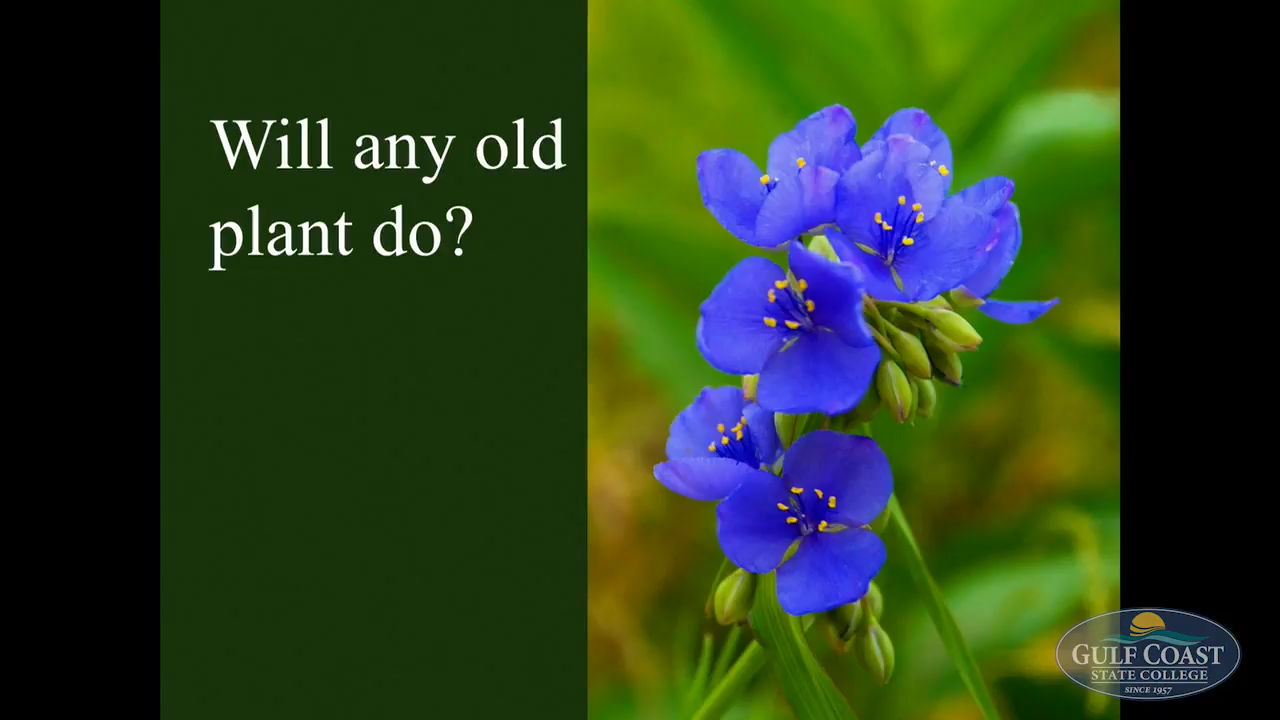 Will any old
plant do?
GULF COAST
STATE COLLEGE
SINCE 1957